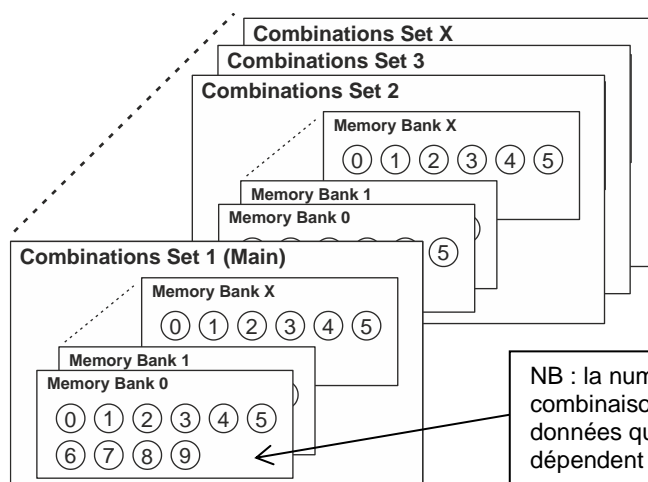 Combinations Set X
Combinations Set 3
Combinations Set 2
Memory Bank X
0 1 2 3 4 5
Memory Bank 1
Memory Bank 0
5
Combinations Set 1 (Main)
Memory Bank X
0 1 2 3 4 5
Memory Bank 1
Memory Bank 0
0 1 2 3 4 5
6 7 8 9
NB : la num
combinaiso
données qu
dépendent